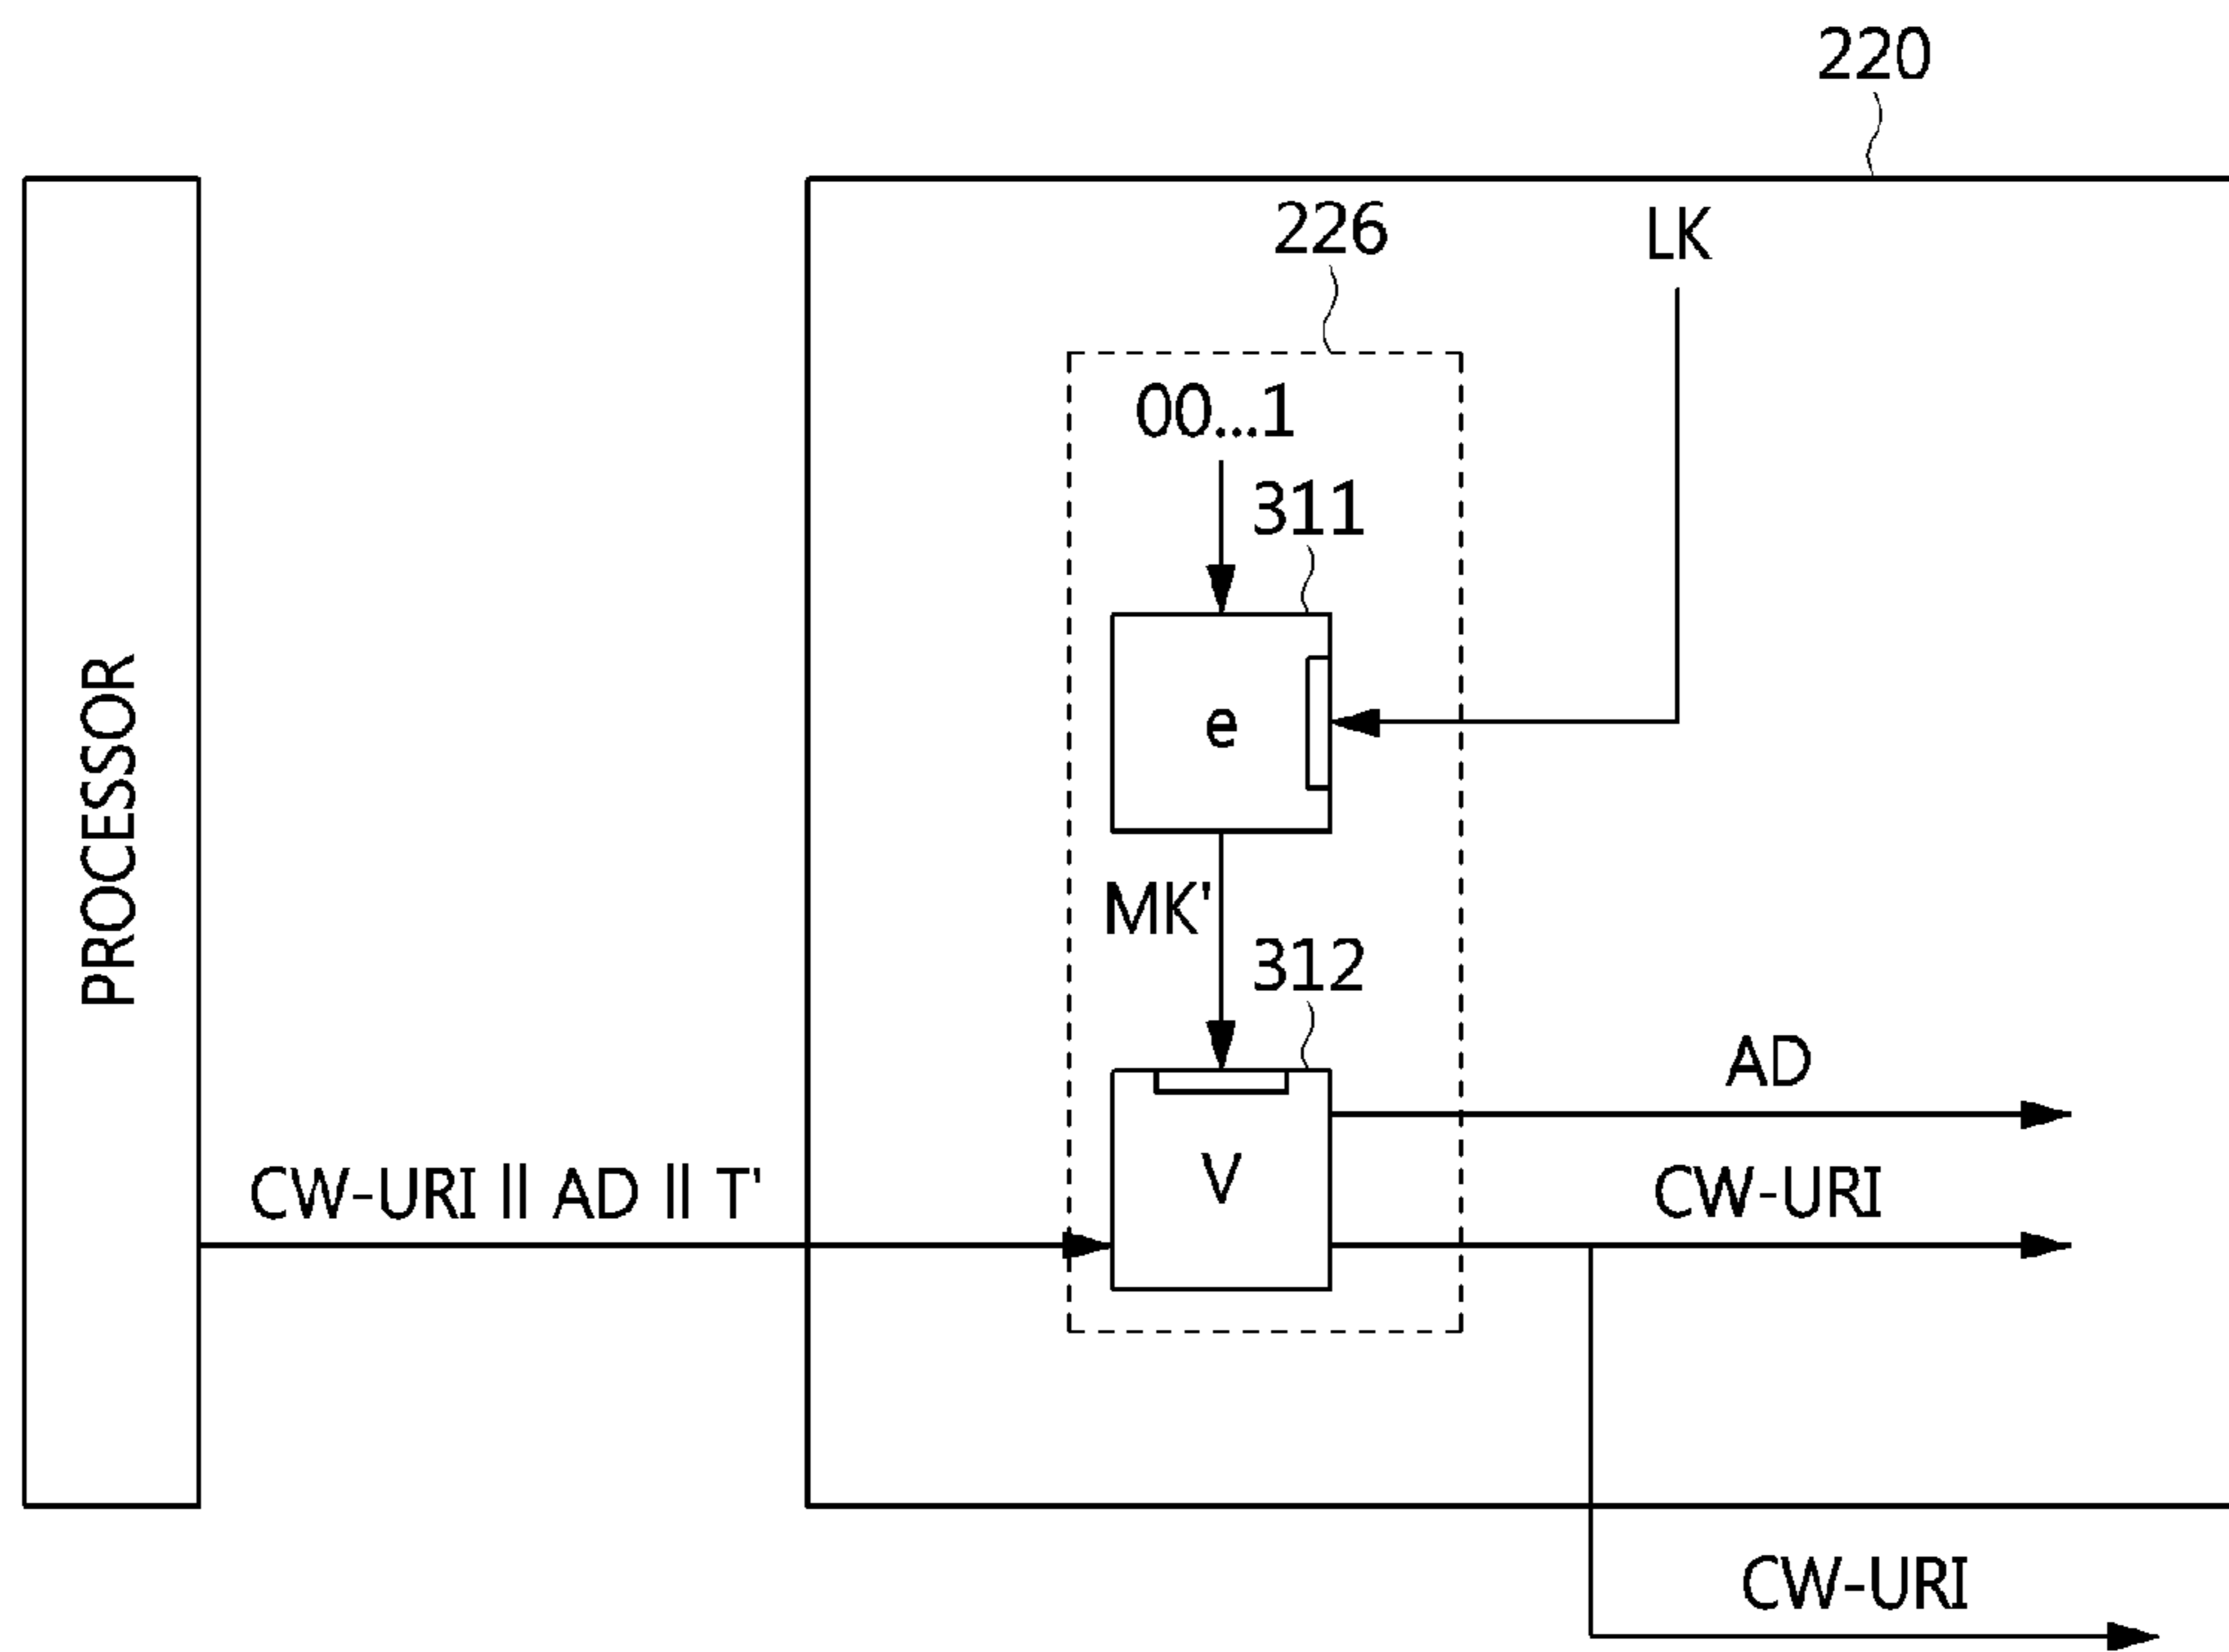 220
226
LK
00...1
311
e
PROCESSOR
MK'
312
AD
V
CW-URI || AD || T'
CW-URI
CW-URI